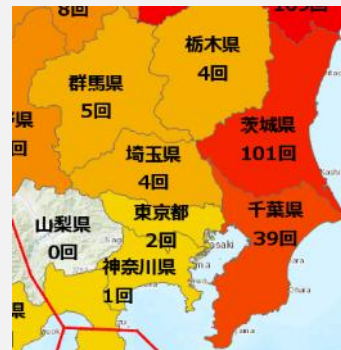 8回
栃木県
4回
群馬県
5回
茨城県
101回
埼玉県
4回
千葉県
39回
東京都
2回
山梨県
0回
神奈川県
1回
県
回
県